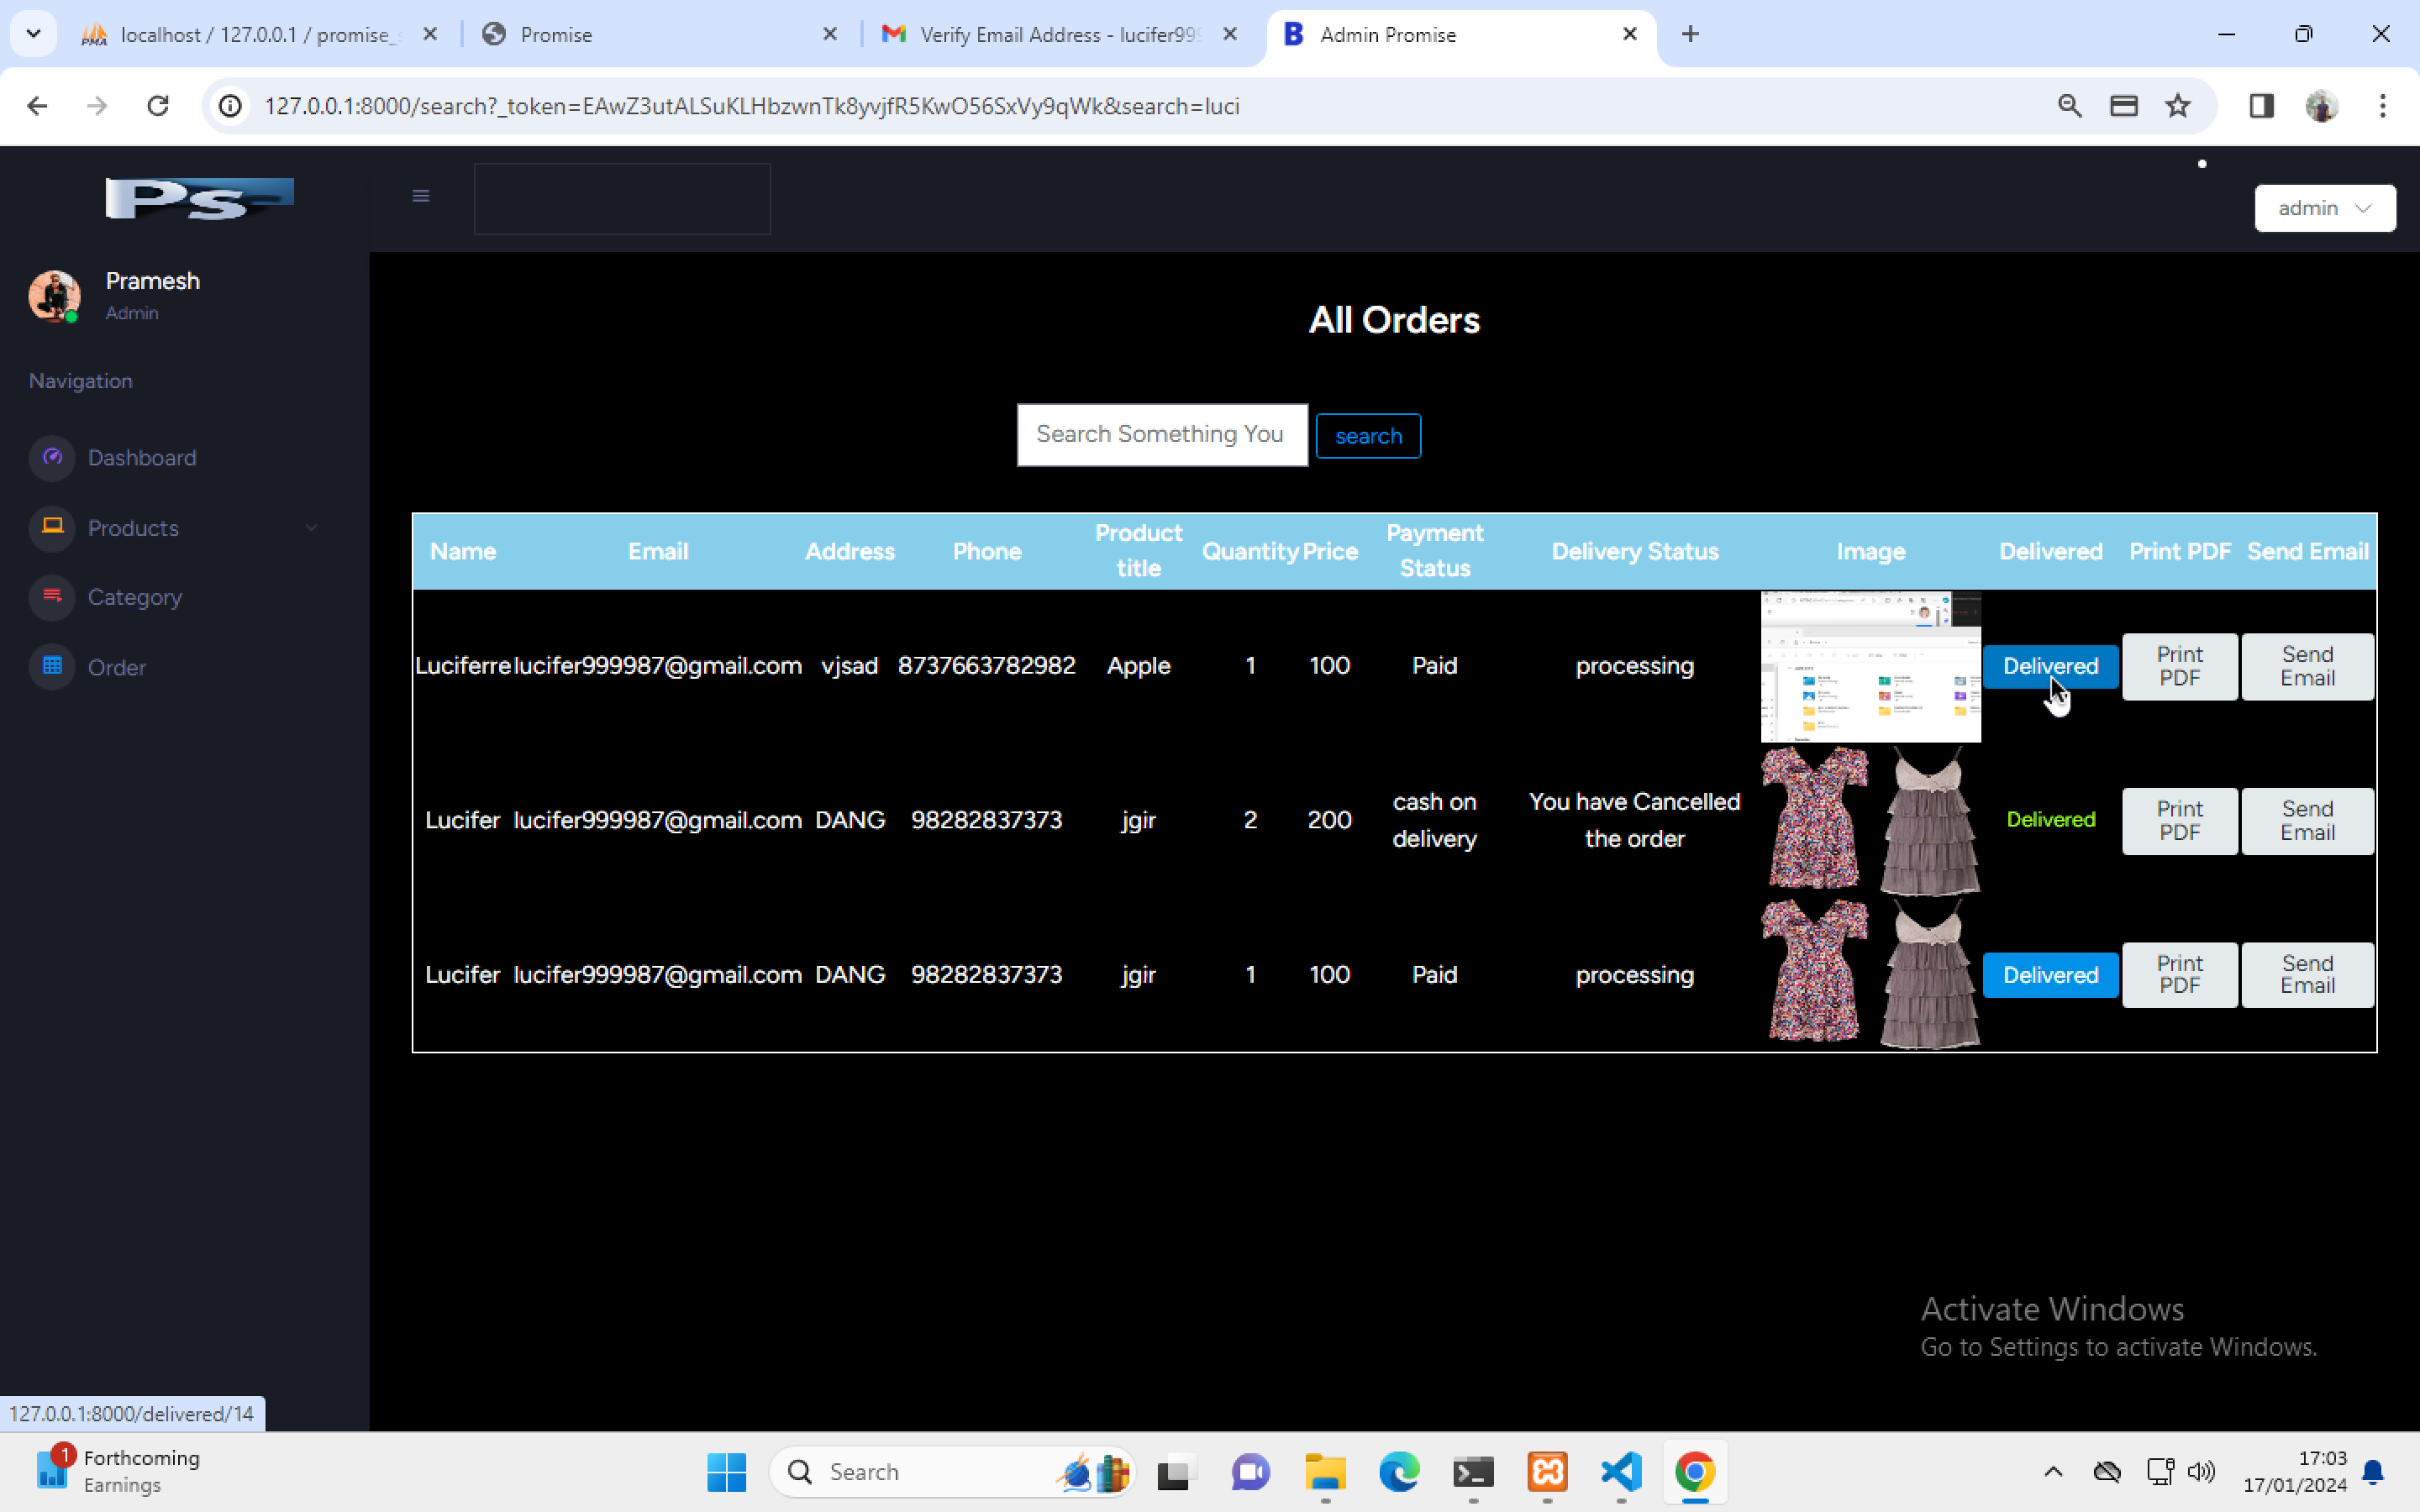 localhost / 127.0.0.1 / promise_s
Promise
Verify Email Address - lucifer999
Admin Promise
127.0.0.1:8000/search?_token=EAwZ3utALSuKLHbzwnTk8yvjfR5KwO56SxVy9qWk&search=luci
Ps
admin
Pramesh
Admin
Navigation
Dashboard
Products
Category
Order
All Orders
Search Something You
search
Name Email Address Phone Product title Quantity Price Payment Status Delivery Status Image Delivered Print PDF Send Email
Luciferre lucifer999987@gmail.com vjsad 8737663782982 Apple 1 100 Paid processing Delivered Print PDF Send Email
Lucifer lucifer999987@gmail.com DANG 98282837373 jgir 2 200 cash on delivery You have Cancelled the order Delivered Print PDF Send Email
Lucifer lucifer999987@gmail.com DANG 98282837373 jgir 1 100 Paid processing Delivered Print PDF Send Email
Activate Windows
Go to Settings to activate Windows.
127.0.0.1:8000/delivered/14
1
Forthcoming
Earnings
Search
17:03
17/01/2024